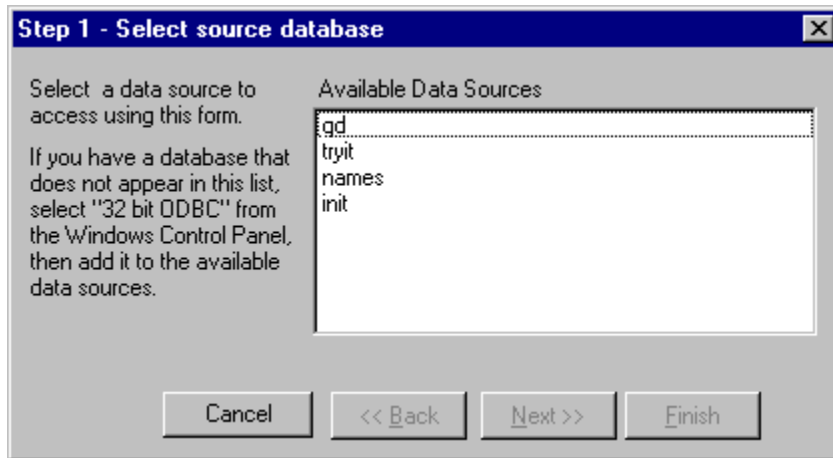 Step 1 - Select source database
Select a data source to
access using this form.
If you have a database that
does not appear in this list,
select "32 bit ODBC" from
the Windows Control Panel,
then add it to the available
data sources.
Available Data Sources
gd
tryit
names
init
Cancel
<< Back
Next >>
Finish